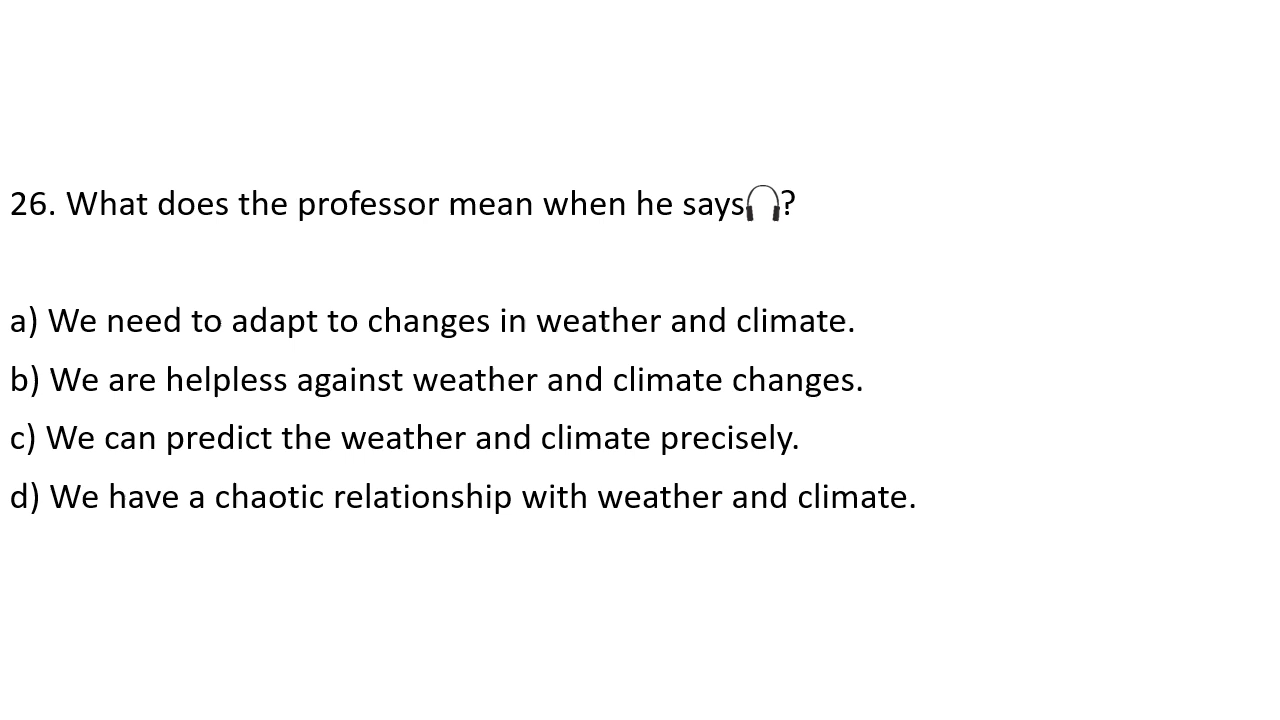 26. What does the professor mean when he says🎧?
a) We need to adapt to changes in weather and climate.
b) We are helpless against weather and climate changes.
c) We can predict the weather and climate precisely.
d) We have a chaotic relationship with weather and climate.